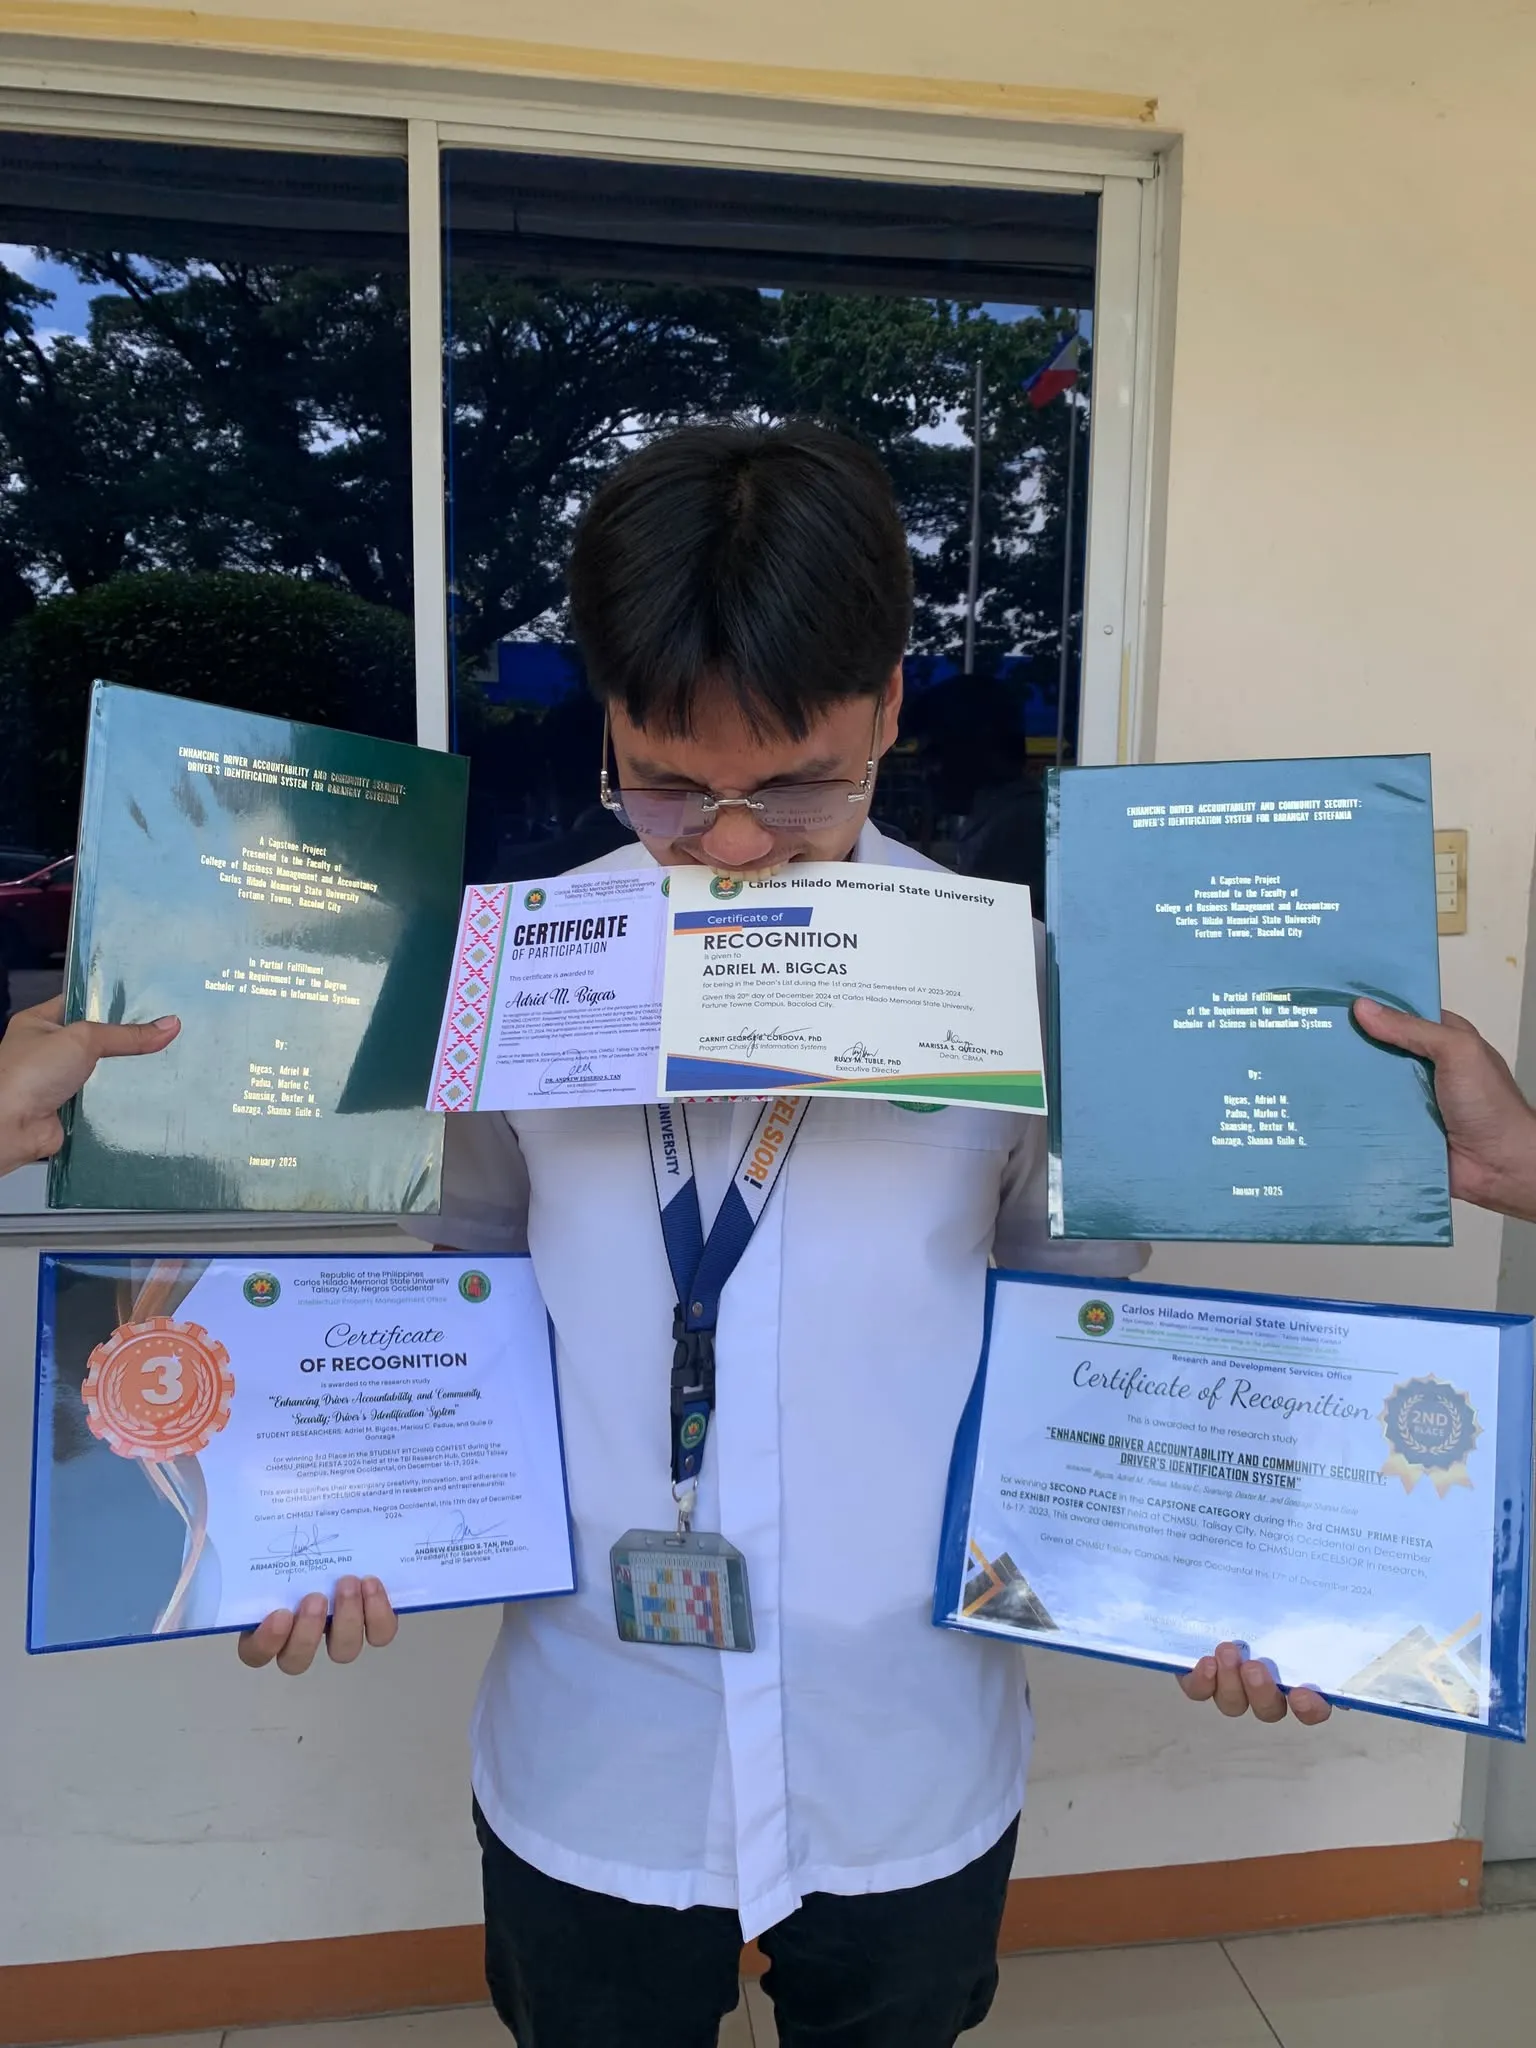 ENHANCING DRIVER ACCOUNTABILITY AND COMMUNITY SECURITY:
DRIVER'S IDENTIFICATION SYSTEM FOR BARANGAY ESTEFANIA
A Capstone Project
Presented to the Faculty of
College of Business Management and Accountancy
Carlos Hilado Memorial State University
Fortune Towne, Bacolod City
In Partial Fulfillment
of the Requirement for the Degree
Bachelor of Science in Information Systems
By:
Bigcas, Adriel M.
Padua, Marlou C.
Suansing, Dexter M.
Gonzaga, Shanna Guile G.
January 2025
Republic of the Philippines
Carlos Hilado Memorial State University
Talisay City, Negros Occidental
CERTIFICATE
OF PARTICIPATION
This certificate is awarded to
Adriel M. Bigcas
DR. ANDREW EUSEBIO S. TAN
Carlos Hilado Memorial State University
Certificate of
RECOGNITION
is given to
ADRIEL M. BIGCAS
for being in the Dean's List during the 1st and 2nd Semesters of AY 2023-2024.
Given this 20th day of December 2024 at Carlos Hilado Memorial State University,
Fortune Towne Campus, Bacolod City.
CARNIT GEORGE B. CORDOVA, PhD
Program Chair, BS Information Systems
RUBY M. TUBLE, PhD
Executive Director
MARISSA S. QUEZON, PhD
Dean, CBMA
ENHANCING DRIVER ACCOUNTABILITY AND COMMUNITY SECURITY:
DRIVER'S IDENTIFICATION SYSTEM FOR BARANGAY ESTEFANIA
A Capstone Project
Presented to the Faculty of
College of Business Management and Accountancy
Carlos Hilado Memorial State University
Fortune Towne, Bacolod City
In Partial Fulfillment
of the Requirement for the Degree
Bachelor of Science in Information Systems
By:
Bigcas, Adriel M.
Padua, Marlou C.
Suansing, Dexter M.
Gonzaga, Shanna Guile G.
January 2025
UNIVERSITY
CELSIOR!
Republic of the Philippines
Carlos Hilado Memorial State University
Talisay City, Negros Occidental
Intellectual Property Management Office
3
Certificate
OF RECOGNITION
is awarded to the research study
"Enhancing Driver Accountability and Community
Security: Driver's Identification System"
STUDENT RESEARCHERS: Adriel M. Bigcas, Marlou C. Padua, and Guile G
Gonzaga
for winning 3rd Place in the STUDENT PITCHING CONTEST during the
CHMSU_PRIME FIESTA 2024 held at the TBI Research Hub, CHMSU Talisay
Campus, Negros Occidental, on December 16-17, 2024.
This award signifies their exemplary creativity, innovation, and adherence to
the CHMSUan ExCELSIOR standard in research and entrepreneurship.
Given at CHMSU Talisay Campus, Negros Occidental, this 17th day of December
2024.
ARMANDO R. REDSURA, PhD
Director, IPMO
ANDREW EUSEBIO S. TAN, PhD
Vice President for Research, Extension,
and IP Services
Carlos Hilado Memorial State University
Research and Development Services Office
Certificate of Recognition
2ND
PLACE
This is awarded to the research study
"ENHANCING DRIVER ACCOUNTABILITY AND COMMUNITY SECURITY:
DRIVER'S IDENTIFICATION SYSTEM"
Bigcas, Adriel M., Padua, Marlou C., Suansing, Dexter M., and Gonzaga Shanna Guile
for winning SECOND PLACE in the CAPSTONE CATEGORY during the 3rd CHMSU_PRIME FIESTA
and EXHIBIT POSTER CONTEST held at CHMSU, Talisay City, Negros Occidental on December
16-17, 2023. This award demonstrates their adherence to CHMSUan ExCELSIOR in research.
Given at CHMSU Talisay Campus, Negros Occidental this 17th of December 2024.